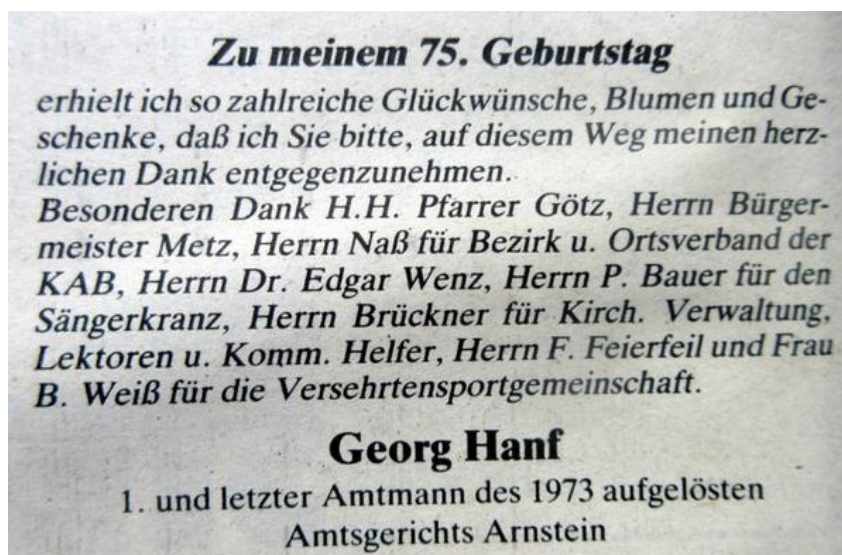 Zu meinem 75. Geburtstag
erhielt ich so zahlreiche Glückwünsche, Blumen und Ge-
schenke, daß ich Sie bitte, auf diesem Weg meinen herz-
lichen Dank entgegenzunehmen.
Besonderen Dank H.H. Pfarrer Götz, Herrn Bürger-
meister Metz, Herrn Naß für Bezirk u. Ortsverband der
KAB, Herrn Dr. Edgar Wenz, Herrn P. Bauer für den
Sängerkranz, Herrn Brückner für Kirch. Verwaltung,
Lektoren u. Komm. Helfer, Herrn F. Feierfeil und Frau
B. Weiß für die Versehrtensportgemeinschaft.
Georg Hanf
1. und letzter Amtmann des 1973 aufgelösten
Amtsgerichts Arnstein